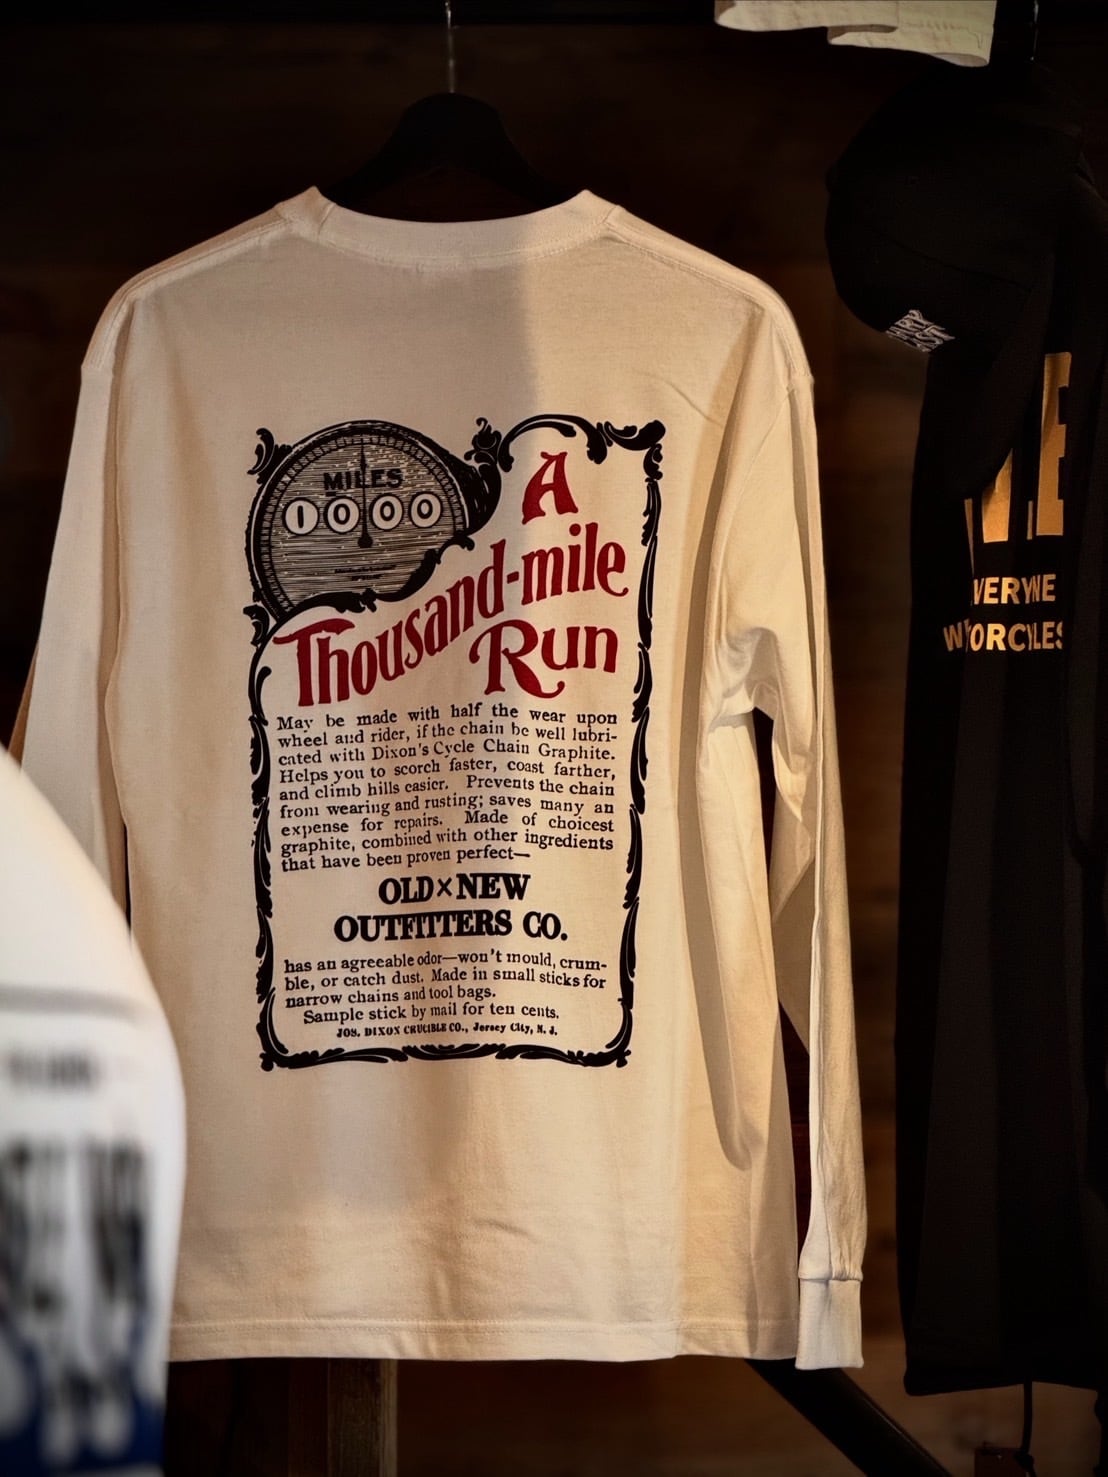 MILES
1000
A
Thousand-mile
Run
May be made with half the wear upon
wheel and rider, if the chain be well lubri-
cated with Dixon's Cycle Chain Graphite.
Helps you to scorch faster, coast farther,
and climb hills easier. Prevents the chain
from wearing and rusting; saves many an
expense for repairs. Made of choicest
graphite, combined with other ingredients
that have been proven perfect—
OLD×NEW
OUTFITTERS CO.
has an agreeable odor—won't mould, crum-
ble, or catch dust. Made in small sticks for
narrow chains and tool bags.
Sample stick by mail for ten cents.
JOS. DIXON CRUCIBLE CO., Jersey City, N. J.